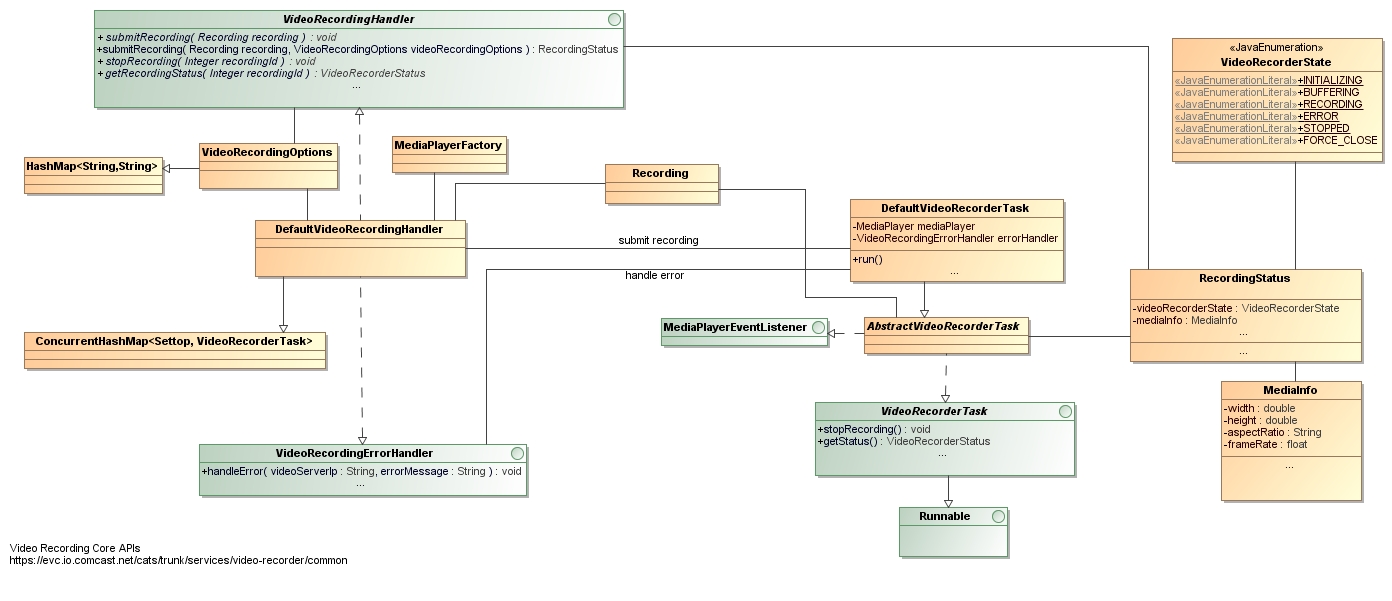 VideoRecordingHandler
+ submitRecording( Recording recording ) : void
+submitRecording( Recording recording, VideoRecordingOptions videoRecordingOptions ) : RecordingStatus
+ stopRecording( Integer recordingId ) : void
+ getRecordingStatus( Integer recordingId ) : VideoRecorderStatus
...
«JavaEnumeration»
VideoRecorderState
«JavaEnumerationLiteral»+INITIALIZING
«JavaEnumerationLiteral»+BUFFERING
«JavaEnumerationLiteral»+RECORDING
«JavaEnumerationLiteral»+ERROR
«JavaEnumerationLiteral»+STOPPED
«JavaEnumerationLiteral»+FORCE_CLOSE
HashMap<String,String>
VideoRecordingOptions
MediaPlayerFactory
Recording
DefaultVideoRecordingHandler
submit recording
handle error
DefaultVideoRecorderTask
-MediaPlayer mediaPlayer
-VideoRecordingErrorHandler errorHandler
+run()
...
RecordingStatus
-videoRecorderState : VideoRecorderState
-mediaInfo : MediaInfo
...
...
ConcurrentHashMap<Settop, VideoRecorderTask>
MediaPlayerEventListener
AbstractVideoRecorderTask
MediaInfo
-width : double
-height : double
-aspectRatio : String
-frameRate : float
...
VideoRecorderTask
+stopRecording() : void
+getStatus() : VideoRecorderStatus
...
VideoRecordingErrorHandler
+handleError( videoServerIp : String, errorMessage : String ) : void
...
Runnable
Video Recording Core APIs
https://evc.io.comcast.net/cats/trunk/services/video-recorder/common